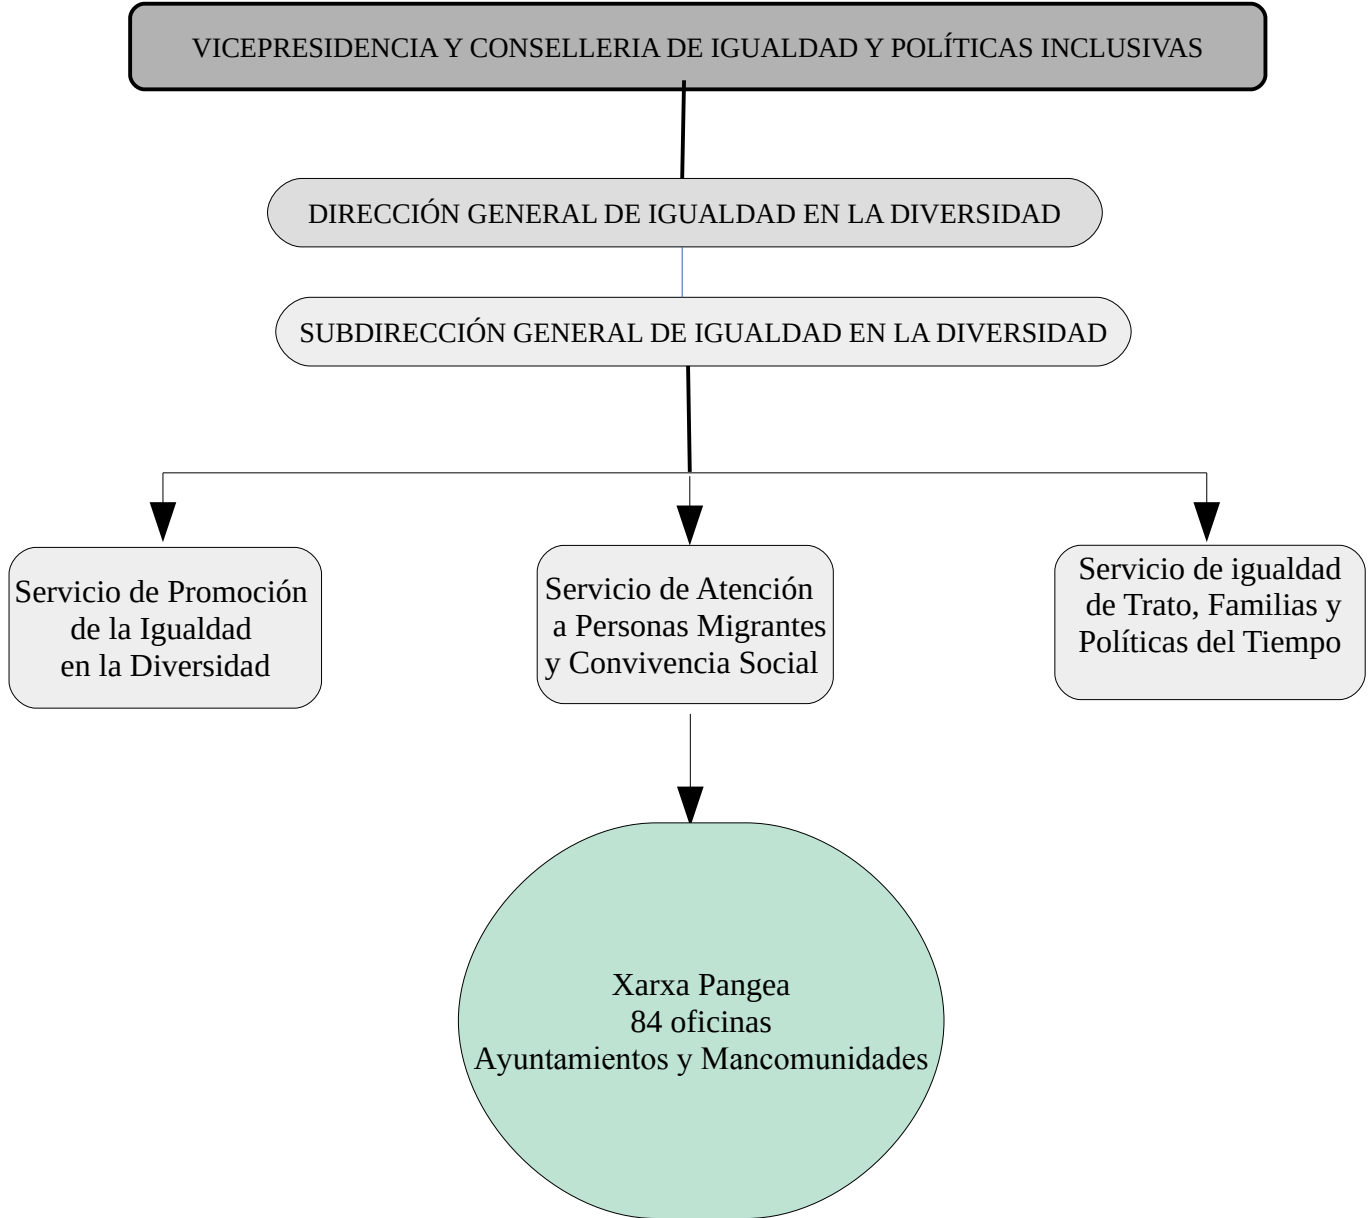 VICEPRESIDENCIA Y CONSELLERIA DE IGUALDAD Y POLÍTICAS INCLUSIVAS
DIRECCIÓN GENERAL DE IGUALDAD EN LA DIVERSIDAD
SUBDIRECCIÓN GENERAL DE IGUALDAD EN LA DIVERSIDAD
Servicio de Promoción
de la Igualdad
en la Diversidad
Servicio de Atención
a Personas Migrantes
y Convivencia Social
Servicio de igualdad
de Trato, Familias y
Políticas del Tiempo
Xarxa Pangea
84 oficinas
Ayuntamientos y Mancomunidades